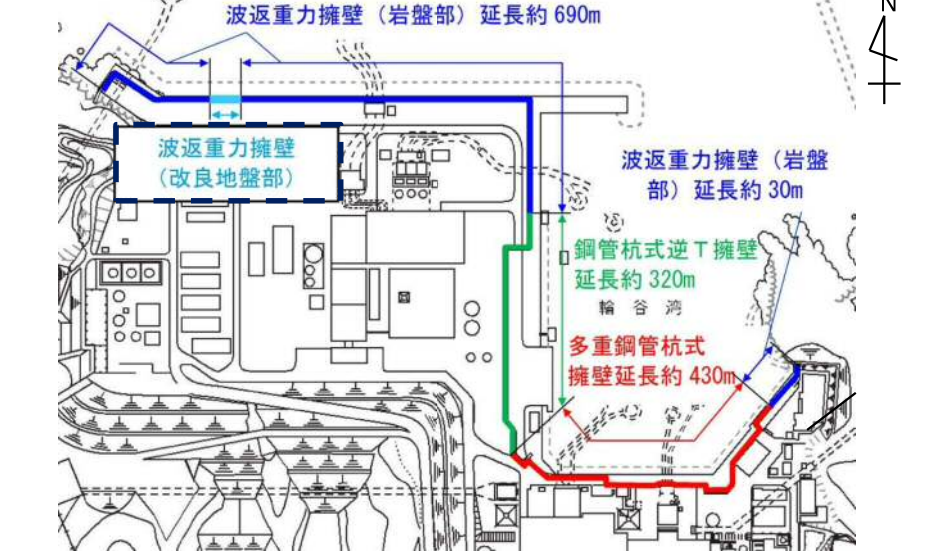 波返重力擁壁（岩盤部）延長約 690m
N
波返重力擁壁
（改良地盤部）
波返重力擁壁（岩盤
部）延長約 30m
鋼管杭式逆Ｔ擁壁
延長約 320m
輪谷湾
多重鋼管杭式
擁壁延長約 430m